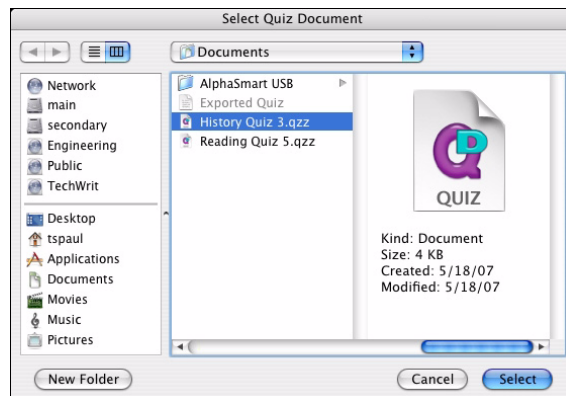 Select Quiz Document
Documents
Network
main
secondary
Engineering
Public
TechWrit
Desktop
tspaul
Applications
Documents
Movies
Music
Pictures
AlphaSmart USB
Exported Quiz
History Quiz 3.qzz
Reading Quiz 5.qzz
QUIZ
Kind: Document
Size: 4 KB
Created: 5/18/07
Modified: 5/18/07
New Folder
Cancel
Select